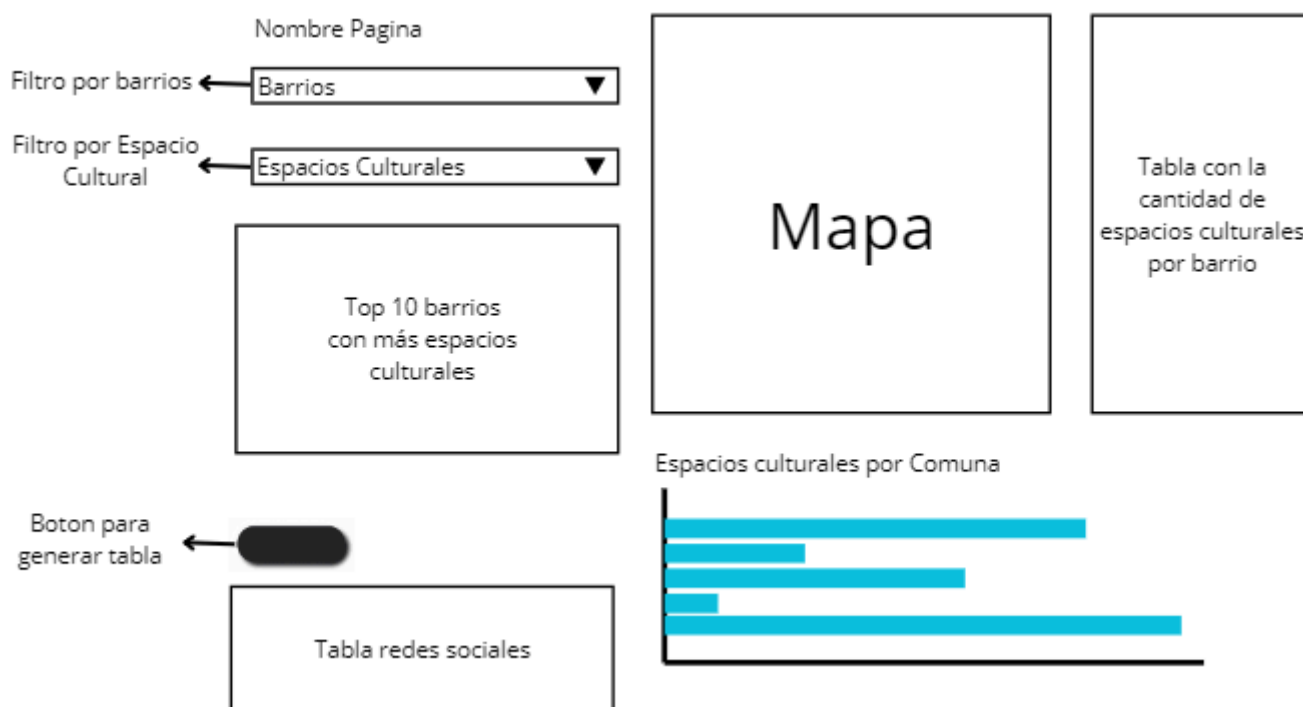 Nombre Pagina
Filtro por barrios
Barrios
Filtro por Espacio
Cultural
Espacios Culturales
Top 10 barrios
con más espacios
culturales
Boton para
generar tabla
Tabla redes sociales
Mapa
Tabla con la
cantidad de
espacios culturales
por barrio
Espacios culturales por Comuna